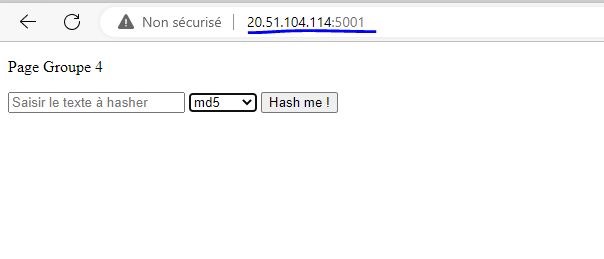 Non sécurisé 20.51.104.114:5001
Page Groupe 4
Saisir le texte à hasher md5 Hash me !